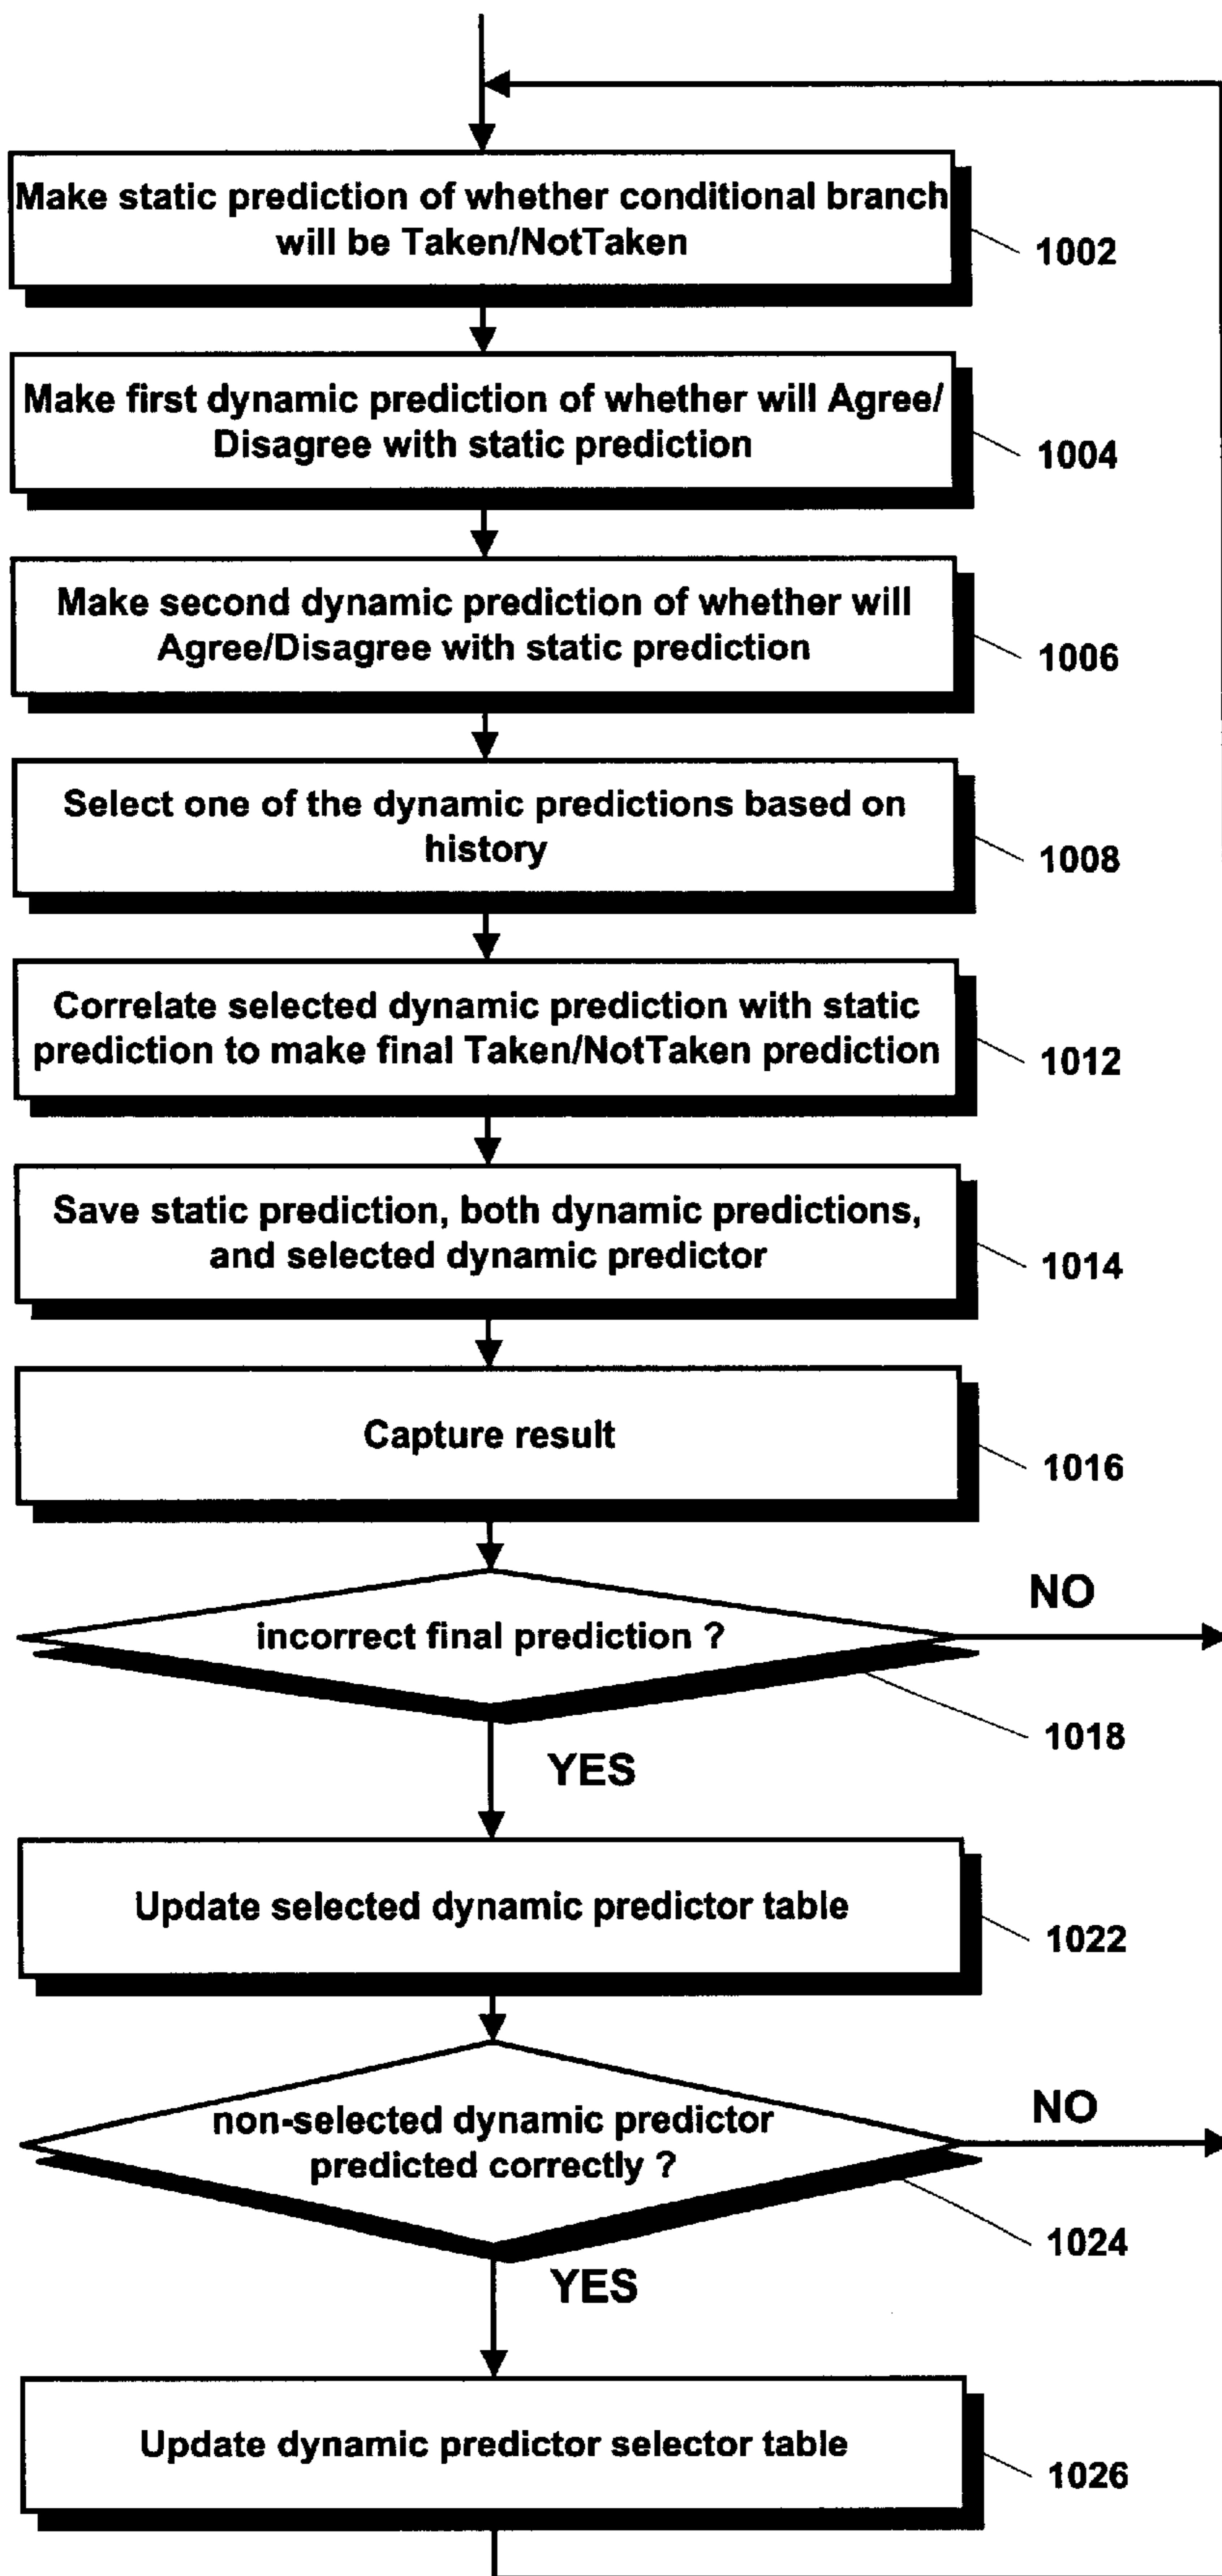 Make static prediction of whether conditional branch
will be Taken/NotTaken
1002
Make first dynamic prediction of whether will Agree/
Disagree with static prediction
1004
Make second dynamic prediction of whether will
Agree/Disagree with static prediction
1006
Select one of the dynamic predictions based on
history
1008
Correlate selected dynamic prediction with static
prediction to make final Taken/NotTaken prediction
1012
Save static prediction, both dynamic predictions,
and selected dynamic predictor
1014
Capture result
1016
incorrect final prediction ?
NO
1018
YES
Update selected dynamic predictor table
1022
non-selected dynamic predictor
predicted correctly ?
NO
1024
YES
Update dynamic predictor selector table
1026